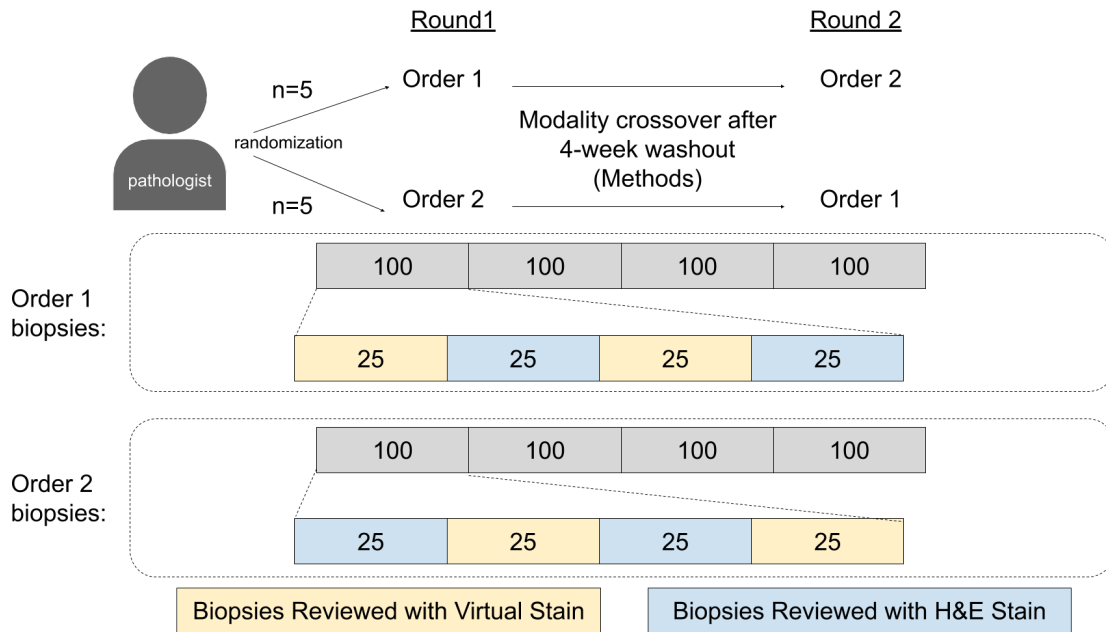 Round1
Round 2
n=5
Order 1
Order 2
randomization
Modality crossover after
4-week washout
(Methods)
pathologist
n=5
Order 2
Order 1
Order 1
biopsies:
100
100
100
100
25
25
25
25
Order 2
biopsies:
100
100
100
100
25
25
25
25
Biopsies Reviewed with Virtual Stain
Biopsies Reviewed with H&E Stain